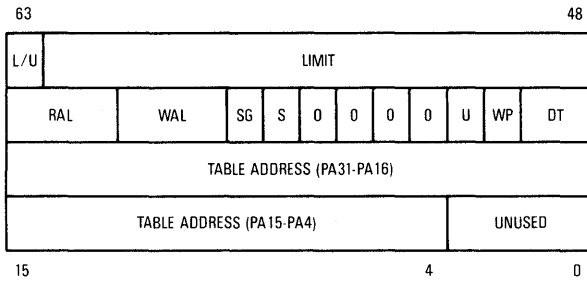 63 48
L/U LIMIT
RAL WAL SG S 0 0 0 0 U WP DT
TABLE ADDRESS (PA31-PA16)
TABLE ADDRESS (PA15-PA4) UNUSED
15 4 0